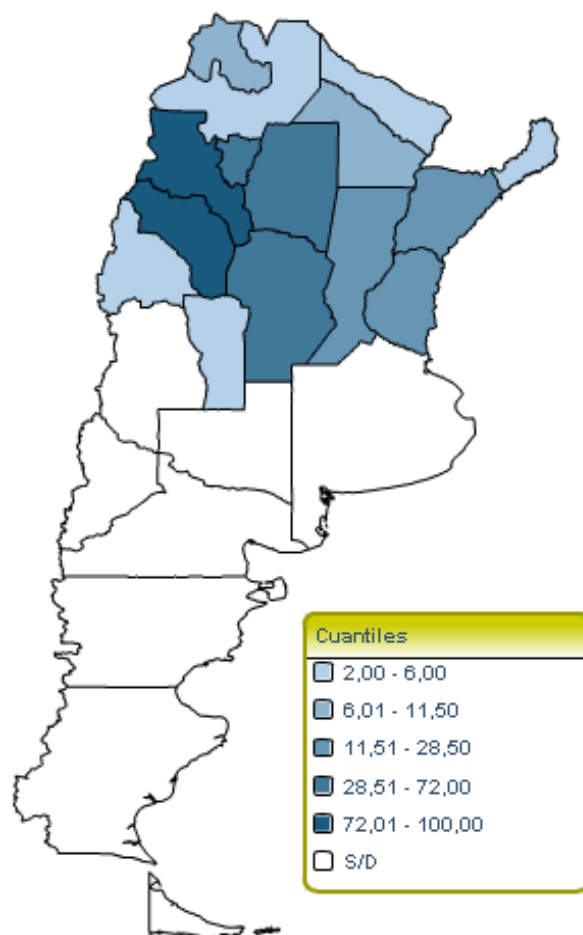 Cuantiles
2,00 - 6,00
6,01 - 11,50
11,51 - 28,50
28,51 - 72,00
72,01 - 100,00
S/D